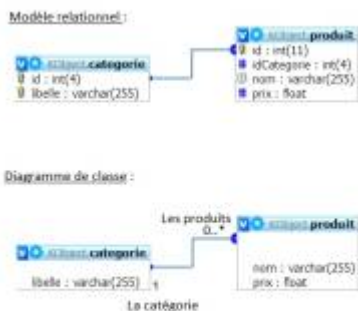 Modèle relationnel :
categorie
id : int(4)
libelle : varchar(255)
produit
id : int(11)
idCategorie : int(4)
nom : varchar(255)
prix : float
Diagramme de classe :
Les produits
0..*
categorie
libelle : varchar(255)
1
La catégorie
produit
nom : varchar(255)
prix : float